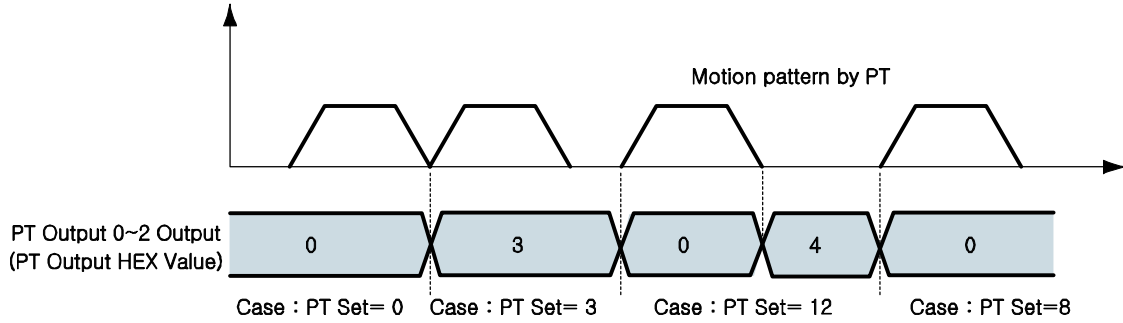 Motion pattern by PT
PT Output 0~2 Output
(PT Output HEX Value)
0
3
0
4
0
Case : PT Set= 0
Case : PT Set= 3
Case : PT Set= 12
Case : PT Set=8